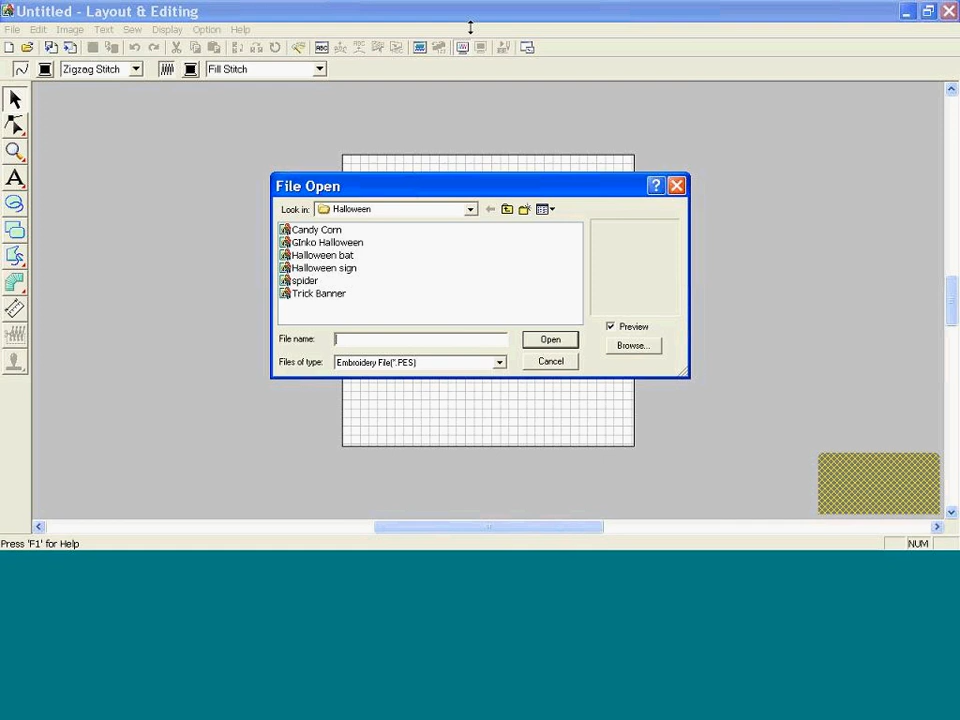 Untitled - Layout & Editing
File Edit Image Text Sew Display Option Help
Zigzag Stitch Fill Stitch
File Open
Look in: Halloween
Candy Corn
GInko Halloween
Halloween bat
Halloween sign
spider
Trick Banner
Preview
File name: Open
Browse...
Files of type: Embroidery File(*.PES) Cancel
Press 'F1' for Help NUM